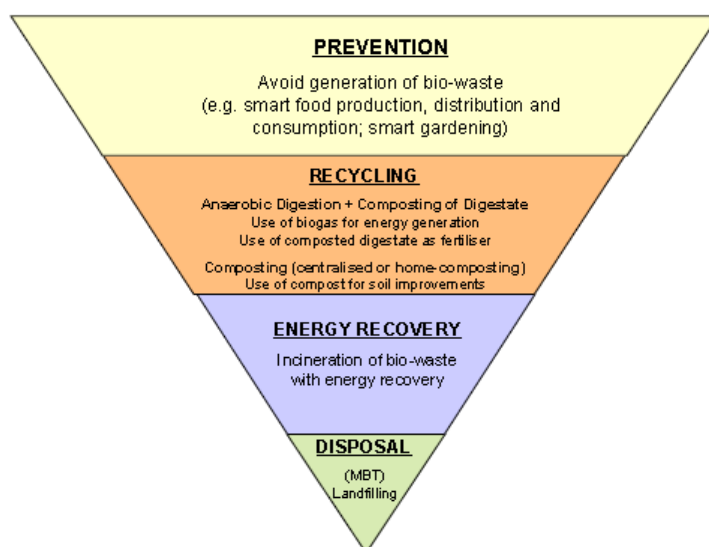 PREVENTION
Avoid generation of bio-waste
(e.g. smart food production, distribution and
consumption; smart gardening)
RECYCLING
Anaerobic Digestion + Composting of Digestate
Use of biogas for energy generation
Use of composted digestate as fertiliser
Composting (centralised or home-composting)
Use of compost for soil improvements
ENERGY RECOVERY
Incineration of bio-waste
with energy recovery
DISPOSAL
(MBT)
Landfilling